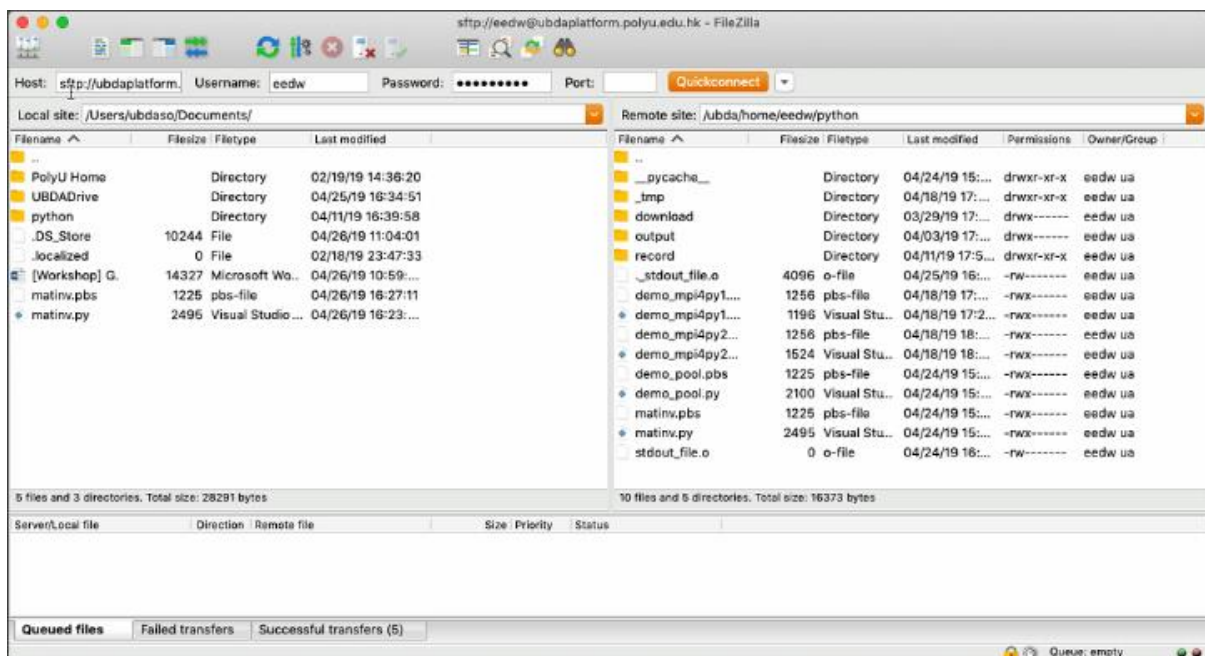 sftp://eedw@ubdaplatform.polyu.edu.hk - FileZilla
Host: sftp://ubdaplatform. Username: eedw Password: ●●●●●●●●● Port: Quickconnect
Local site: /Users/ubdaso/Documents/
Filename Filesize Filetype Last modified
..
PolyU Home Directory 02/19/19 14:36:20
UBDADrive Directory 04/25/19 16:34:51
python Directory 04/11/19 16:39:58
.DS_Store 10244 File 04/26/19 11:04:01
.localized 0 File 02/18/19 23:47:33
[Workshop] G. 14327 Microsoft Wo... 04/26/19 10:59:...
matinv.pbs 1225 pbs-file 04/26/19 16:27:11
matinv.py 2495 Visual Studio ... 04/26/19 16:23:...
5 files and 3 directories. Total size: 28291 bytes
Remote site: /ubda/home/eedw/python
Filename Filesize Filetype Last modified Permissions Owner/Group
..
__pycache__ Directory 04/24/19 15:... drwxr-xr-x eedw ua
_tmp Directory 04/18/19 17:... drwxr-xr-x eedw ua
download Directory 03/29/19 17:... drwx------ eedw ua
output Directory 04/03/19 17:... drwx------ eedw ua
record Directory 04/11/19 17:5... drwxr-xr-x eedw ua
._stdout_file.o 4096 o-file 04/25/19 16:... -rw------- eedw ua
demo_mpi4py1.... 1256 pbs-file 04/18/19 17:... -rwx------ eedw ua
demo_mpi4py1.... 1196 Visual Stu... 04/18/19 17:2... -rwx------ eedw ua
demo_mpi4py2... 1256 pbs-file 04/18/19 18:... -rwx------ eedw ua
demo_mpi4py2... 1524 Visual Stu... 04/18/19 18:... -rwx------ eedw ua
demo_pool.pbs 1225 pbs-file 04/24/19 15:... -rwx------ eedw ua
demo_pool.py 2100 Visual Stu... 04/24/19 15:... -rwx------ eedw ua
matinv.pbs 1225 pbs-file 04/24/19 15:... -rwx------ eedw ua
matinv.py 2495 Visual Stu... 04/24/19 15:... -rwx------ eedw ua
stdout_file.o 0 o-file 04/24/19 16:... -rw------- eedw ua
10 files and 5 directories. Total size: 16373 bytes
Server/Local file Direction Remote file Size Priority Status
Queued files Failed transfers Successful transfers (5)
Queue: empty